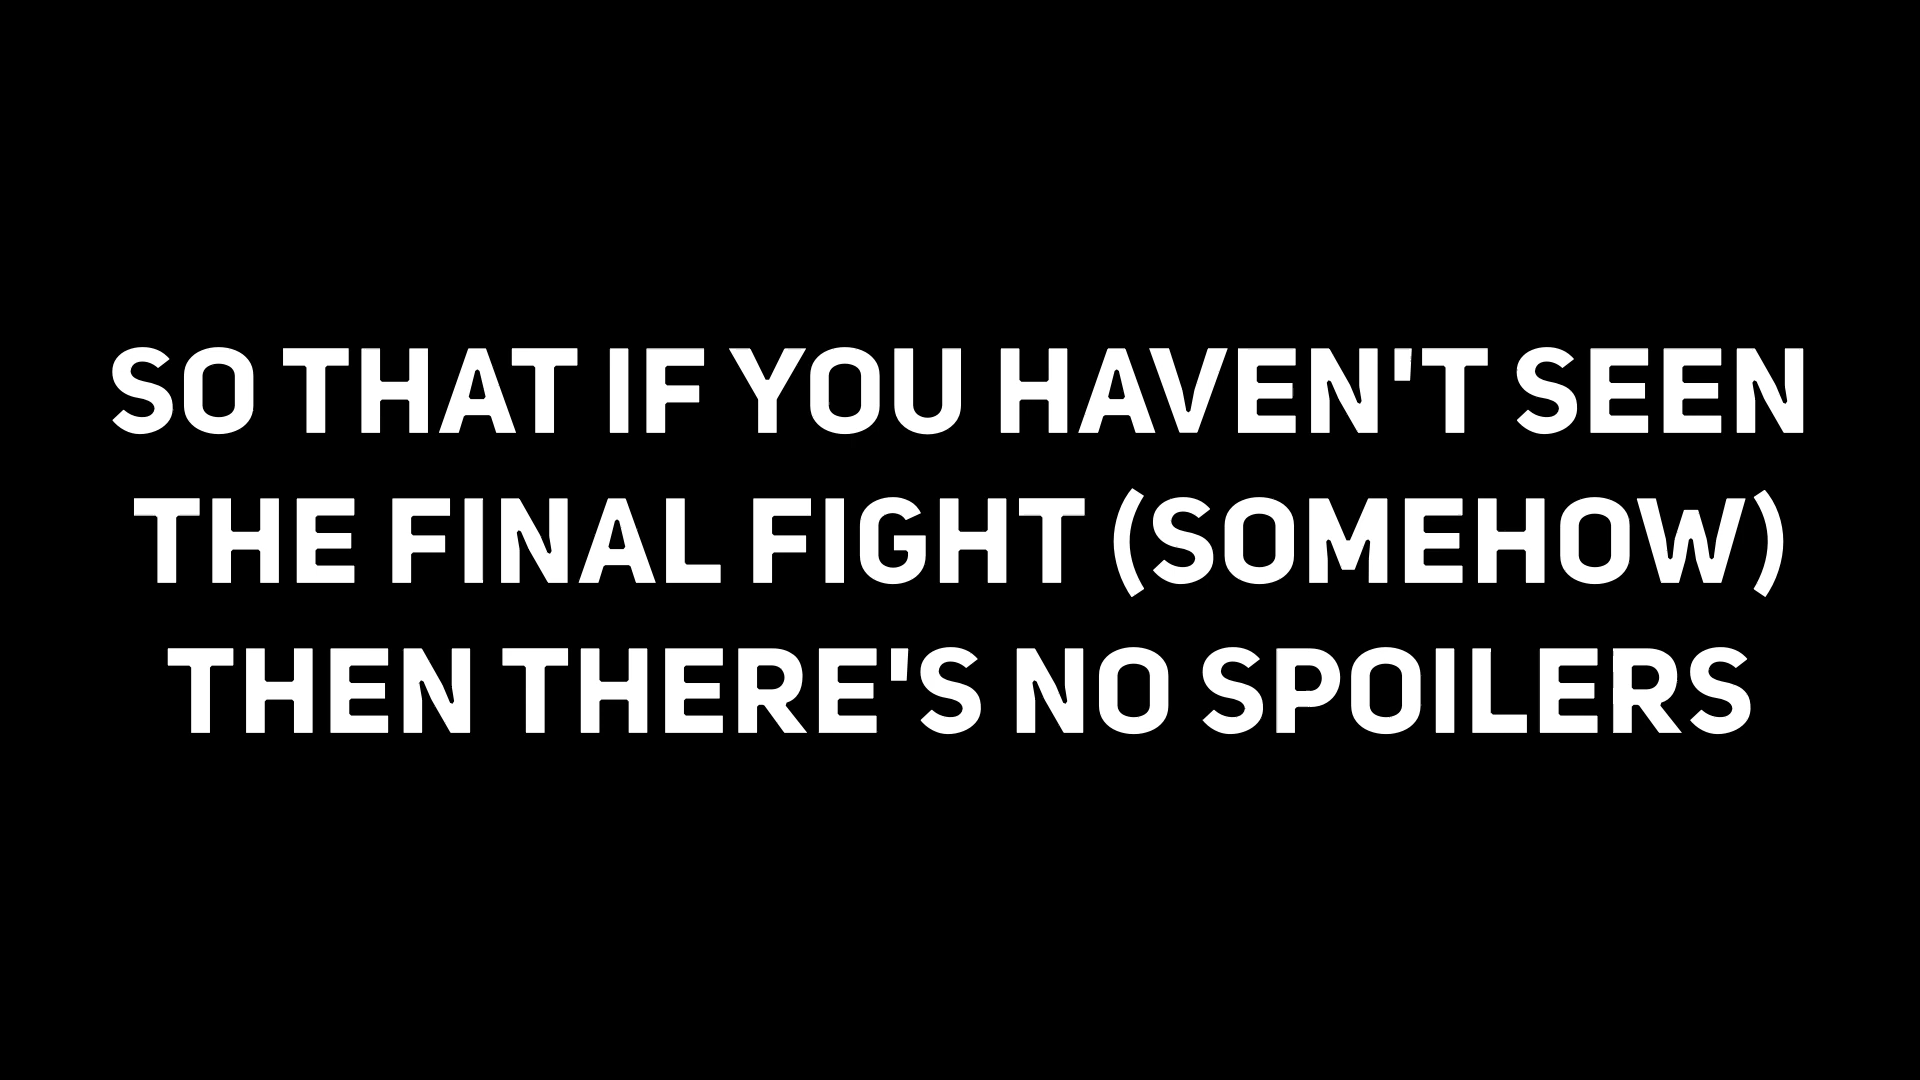 SO THAT IF YOU HAVEN'T SEEN
THE FINAL FIGHT (SOMEHOW)
THEN THERE'S NO SPOILERS